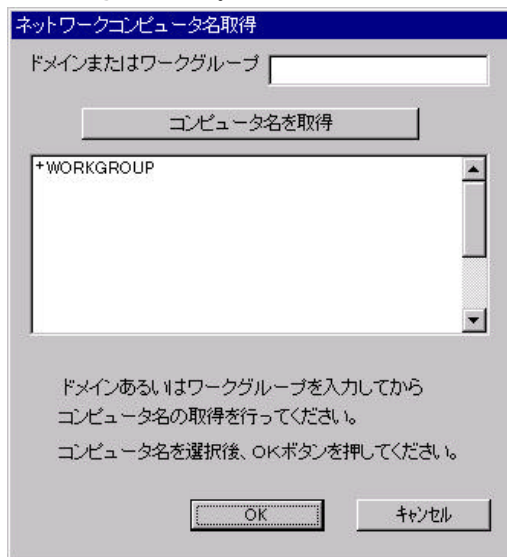 ネットワークコンピュータ名取得
ドメインまたはワークグループ
コンピュータ名を取得
+WORKGROUP
ドメインあるいはワークグループを入力してから
コンピュータ名の取得を行ってください。
コンピュータ名を選択後、OKボタンを押してください。
OK
キャンセル